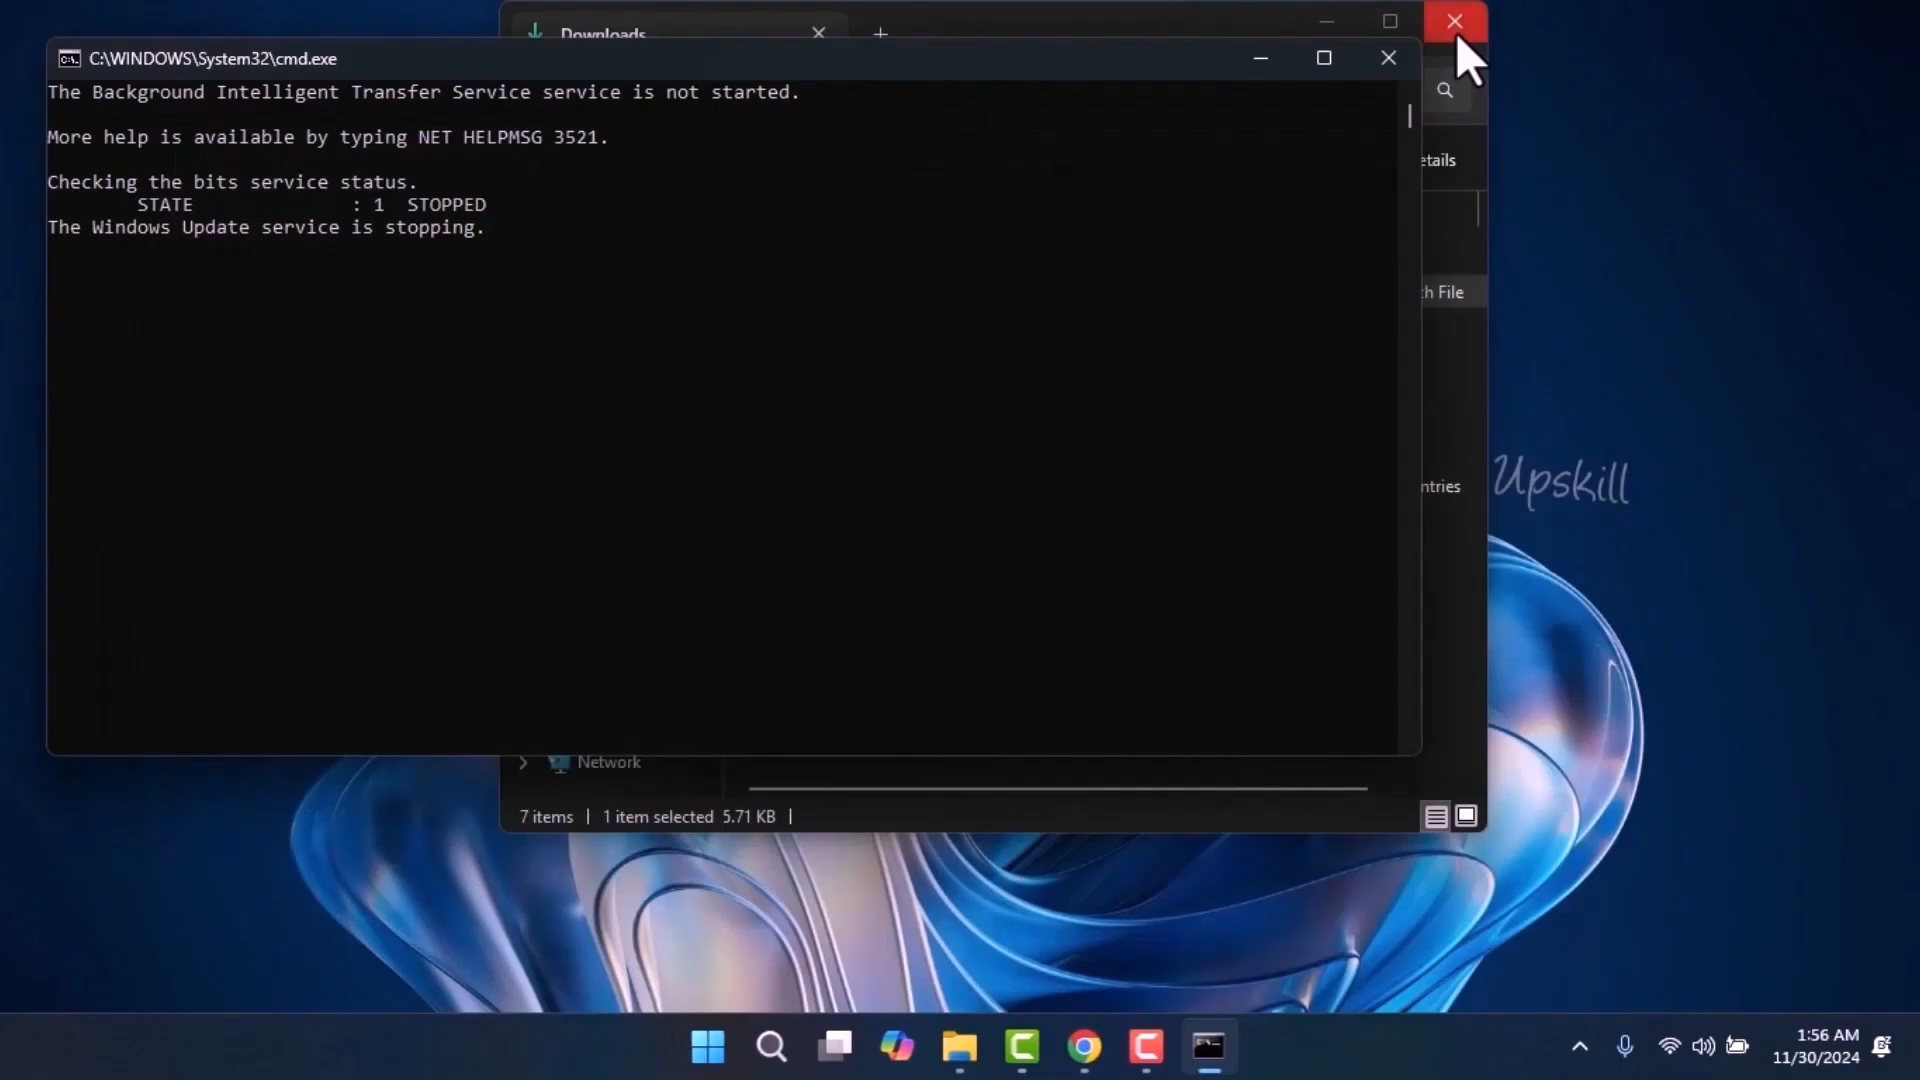 Downloads
C:\WINDOWS\System32\cmd.exe
The Background Intelligent Transfer Service service is not started.
More help is available by typing NET HELPMSG 3521.
Checking the bits service status.
STATE : 1 STOPPED
The Windows Update service is stopping.
etails
h File
ntries
Upskill
Network
7 items | 1 item selected 5.71 KB |
1:56 AM
11/30/2024